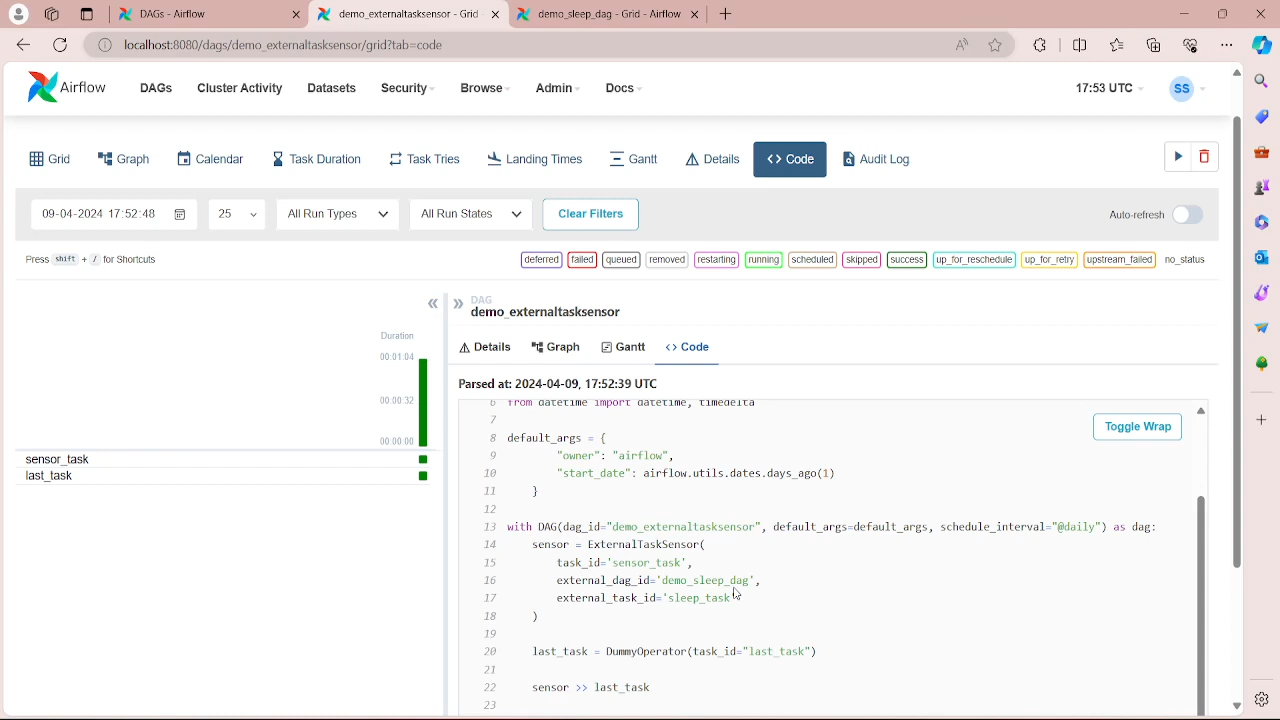 DAGs - Airflow
demo_externaltasksensor - Grid -
demo_sleep_dag - Grid - Airflow
localhost:8080/dags/demo_externaltasksensor/grid?tab=code
Airflow
DAGs
Cluster Activity
Datasets
Security
Browse
Admin
Docs
17:53 UTC
SS
Grid
Graph
Calendar
Task Duration
Task Tries
Landing Times
Gantt
Details
<> Code
Audit Log
09-04-2024 17:52:48
25
All Run Types
All Run States
Clear Filters
Auto-refresh
Press shift + / for Shortcuts
deferred
failed
queued
removed
restarting
running
scheduled
skipped
success
up_for_reschedule
up_for_retry
upstream_failed
no_status
DAG
demo_externaltasksensor
Duration
00:01:04
00:00:32
00:00:00
sensor_task
last_task
Details
Graph
Gantt
<> Code
Parsed at: 2024-04-09, 17:52:39 UTC
Toggle Wrap
6 from datetime import datetime, timedelta
7
8 default_args = {
9 "owner": "airflow",
10 "start_date": airflow.utils.dates.days_ago(1)
11 }
12
13 with DAG(dag_id="demo_externaltasksensor", default_args=default_args, schedule_interval="@daily") as dag:
14 sensor = ExternalTaskSensor(
15 task_id='sensor_task',
16 external_dag_id='demo_sleep_dag',
17 external_task_id='sleep_task
18 )
19
20 last_task = DummyOperator(task_id="last_task")
21
22 sensor >> last_task
23